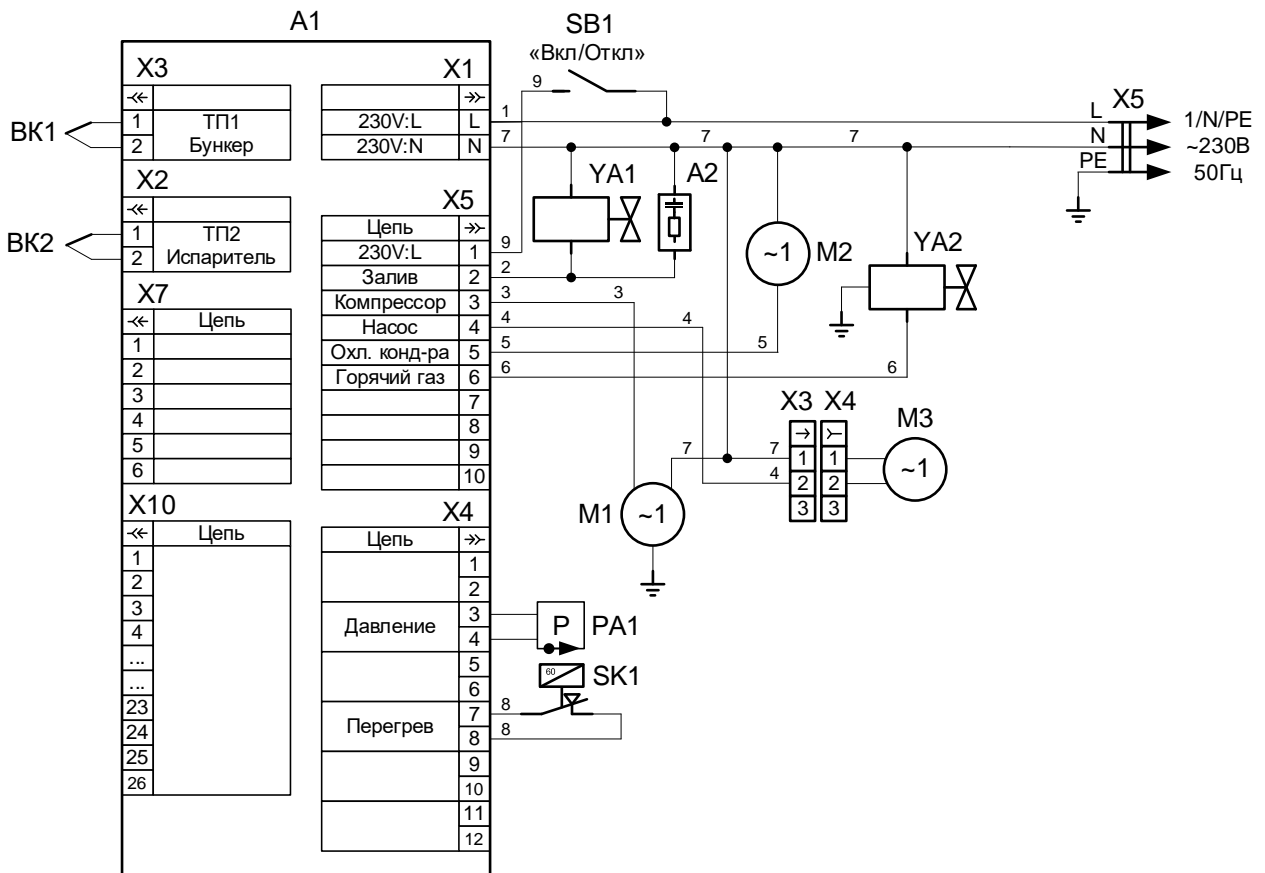 A1
SB1
«Вкл/Откл»
X3
1 ТП1
2 Бункер
ВК1
X1
230V:L L
230V:N N
9
1
7 7 7
L
N
PE
X5
1/N/PE
~230В
50Гц
X2
1 ТП2
2 Испаритель
ВК2
X5
Цепь
230V:L 1 9
Залив 2 2
Компрессор 3 3 3
Насос 4 4 4
Охл. конд-ра 5 5 5
Горячий газ 6 6 6
7
8
9
10
YA1
A2
~1 M2
YA2
X7
Цепь
1
2
3
4
5
6
X3 X4
M3
7 7 1 1
4 2 2
3 3
~1
M1 ~1
X10
Цепь
1
2
3
4
...
...
23
24
25
26
X4
Цепь
1
2
Давление 3
4
5
6
Перегрев 7 8
8 8
9
10
11
12
P PA1
60 SK1